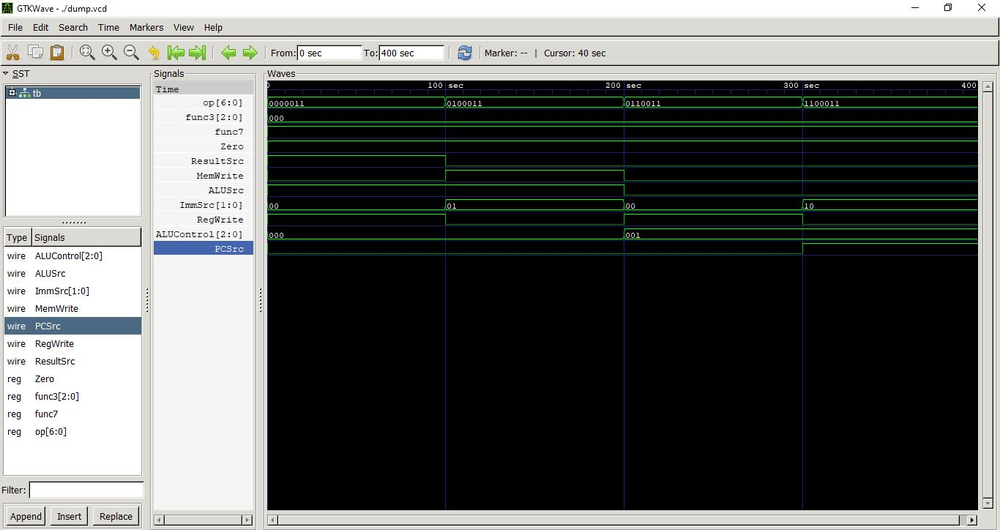 GTKWave - ./dump.vcd
File Edit Search Time Markers View Help
From: 0 sec To: 400 sec Marker: -- | Cursor: 40 sec
SST
tb
Type Signals
wire ALUControl[2:0]
wire ALUSrc
wire ImmSrc[1:0]
wire MemWrite
wire PCSrc
wire RegWrite
wire ResultSrc
reg Zero
reg func3[2:0]
reg func7
reg op[6:0]
Filter:
Append Insert Replace
Signals
Time
op[6:0]
func3[2:0]
func7
Zero
ResultSrc
MemWrite
ALUSrc
ImmSrc[1:0]
RegWrite
ALUControl[2:0]
PCSrc
Waves
0 100 sec 200 sec 300 sec 400
0000011 0100011 0110011 1100011
000
00 01 00 10
000 001